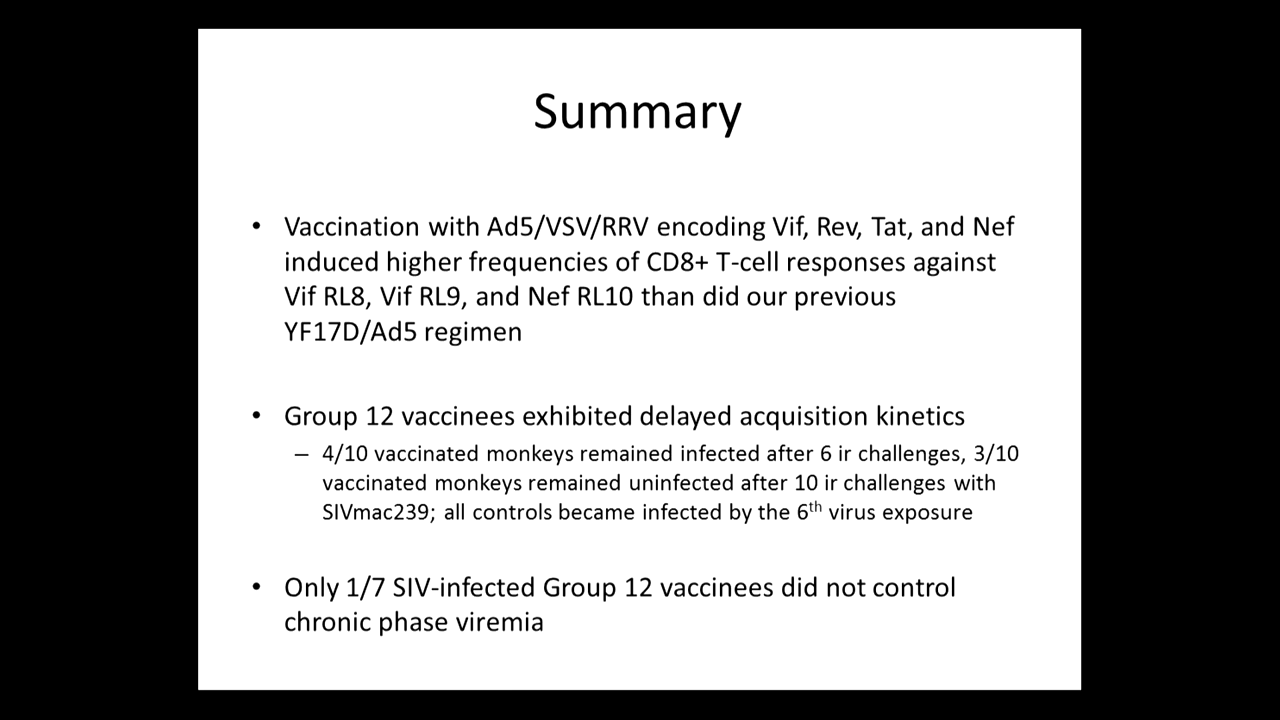 Summary
• Vaccination with Ad5/VSV/RRV encoding Vif, Rev, Tat, and Nef
induced higher frequencies of CD8+ T-cell responses against
Vif RL8, Vif RL9, and Nef RL10 than did our previous
YF17D/Ad5 regimen
• Group 12 vaccinees exhibited delayed acquisition kinetics
– 4/10 vaccinated monkeys remained infected after 6 ir challenges, 3/10
vaccinated monkeys remained uninfected after 10 ir challenges with
SIVmac239; all controls became infected by the 6th virus exposure
• Only 1/7 SIV-infected Group 12 vaccinees did not control
chronic phase viremia